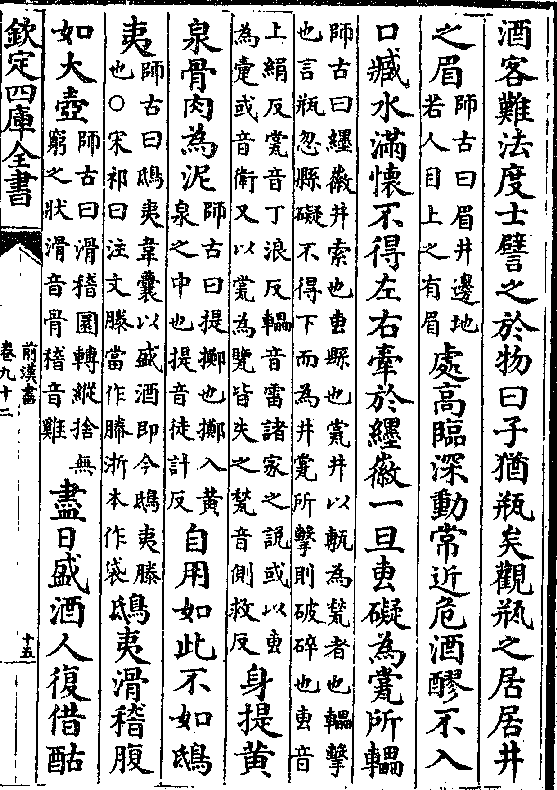 酒客難法度士譬之於物曰子猶瓶矣觀瓶之居居井
之眉師古曰眉井邊地若人目上之有眉處高臨深動常近危酒醪不入
口臧水滿懷不得左右牽於纆徽一旦叀礙為瓽所轠
師古曰纆徽井索也叀縣也瓽井以甎為甃者也轠擊
也言瓶忽縣礙不得下而為井瓽所擊則破碎也叀音
上絹反瓽音丁浪反轠音雷諸家之說或以叀為疐或音衛又以瓽為甖皆失之甃音側救反身提黄
泉骨肉為泥師古曰提擲也擲入黄泉之中也提音徒計反自用如此不如鴟
夷師古曰鴟夷韋囊以盛酒即今鴟夷滕也○宋祁曰注文滕當作幐浙本作袋鴟夷滑稽腹
如大壺師古曰滑稽圜轉縱捨無窮之狀滑音骨稽音雞盡日盛酒人復借酤
欽定四庫全書
前漢書
卷九十二
十五